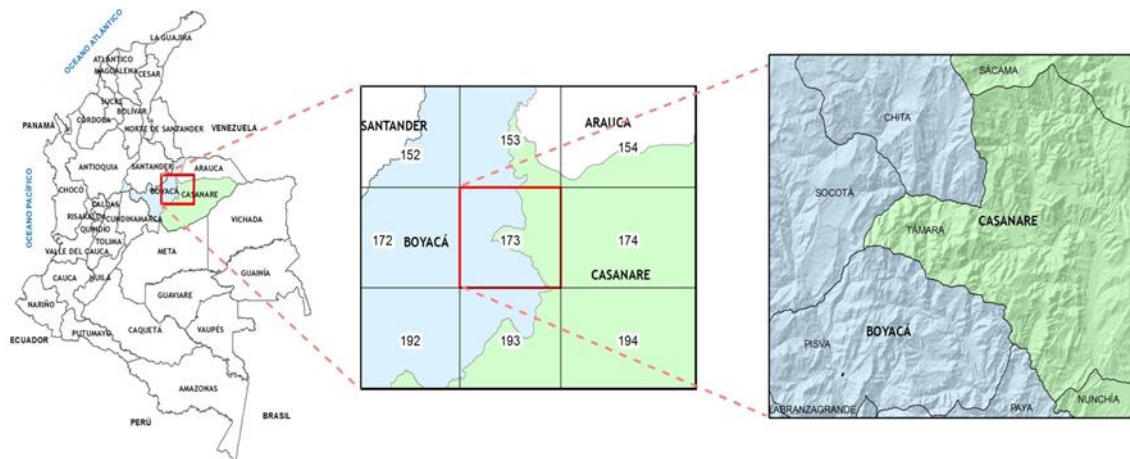 OCEANO ATLÁNTICO
LA GUAJIRA
ATLÁNTICO
MAGDALENA
CESAR
SUCRE
BOLÍVAR
CÓRDOBA
PANAMÁ
NORTE DE SANTANDER
VENEZUELA
ANTIOQUIA
SANTANDER
ARAUCA
OCEANO PACÍFICO
CHOCÓ
BOYACÁ
CASANARE
CALDAS
RISARALDA
CUNDINAMARCA
VICHADA
QUINDÍO
TOLIMA
VALLE DEL CAUCA
META
CAUCA
HUILA
GUAINÍA
NARIÑO
GUAVIARE
ECUADOR
PUTUMAYO
CAQUETÁ
VAUPÉS
AMAZONAS
PERÚ
BRASIL
SANTANDER
152
153
ARAUCA
154
172
BOYACÁ
173
174
CASANARE
192
193
194
SÁCAMA
CHITA
SOCOTÁ
TÁMARA
CASANARE
BOYACÁ
PISVA
LABRANZAGRANDE
PAYA
NUNCHÍA